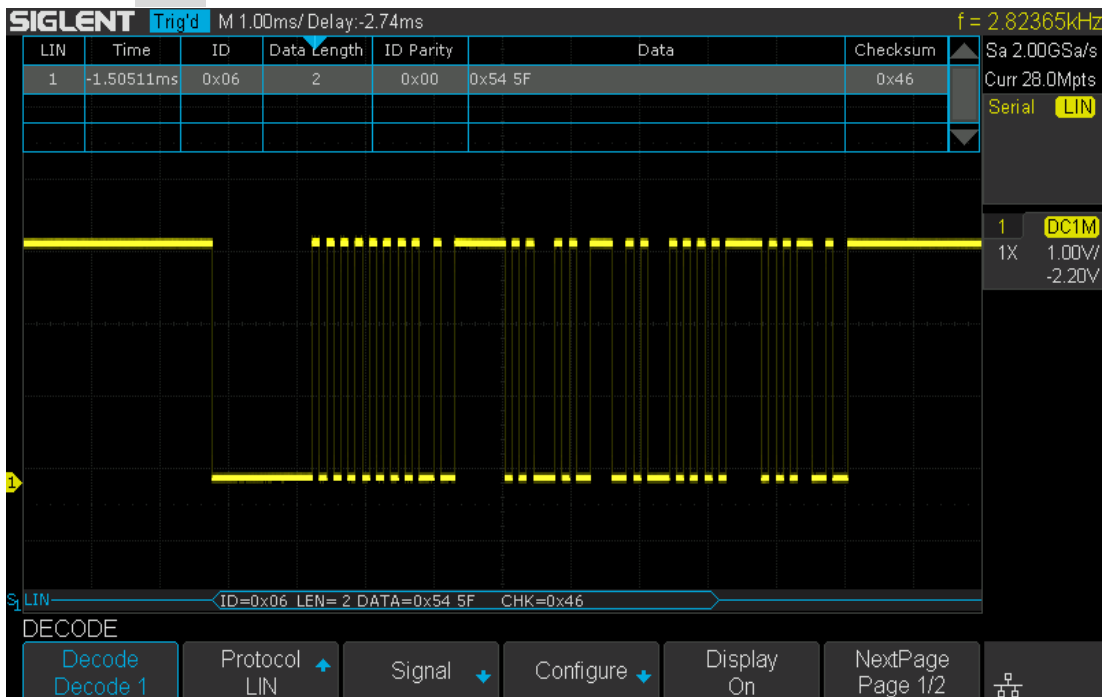 SIGLENT Trig'd M 1.00ms/ Delay:-2.74ms f = 2.82365kHz
LIN Time ID Data Length ID Parity Data Checksum Sa 2.00GSa/s
1 -1.50511ms 0x06 2 0x00 0x54 5F 0x46 Curr 28.0Mpts
Serial LIN
1 DC1M
1X 1.00V/
-2.20V
1
S1 LIN ID=0x06 LEN= 2 DATA=0x54 5F CHK=0x46
DECODE
Decode Protocol Signal Configure Display NextPage
Decode 1 LIN On Page 1/2